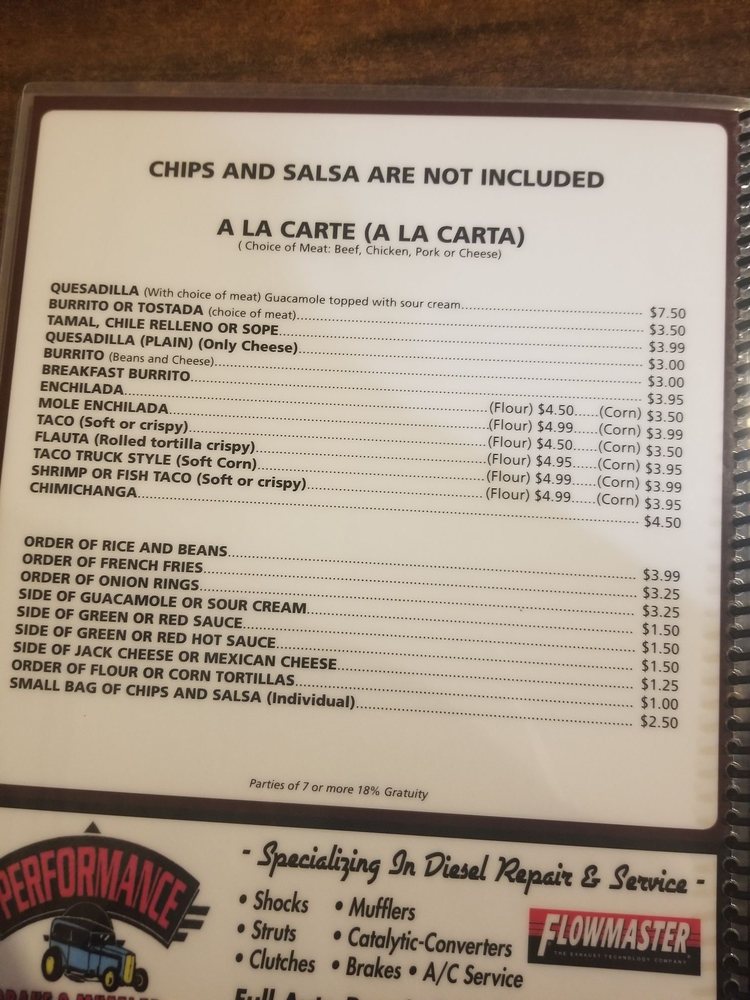 CHIPS AND SALSA ARE NOT INCLUDED
A LA CARTE (A LA CARTA)
( Choice of Meat: Beef, Chicken, Pork or Cheese)
QUESADILLA (With choice of meat) Guacamole topped with sour cream........ $7.50
BURRITO OR TOSTADA (choice of meat)........ $3.50
TAMAL, CHILE RELLENO OR SOPE........ $3.99
QUESADILLA (PLAIN) (Only Cheese)........ $3.00
BURRITO (Beans and Cheese)........ $3.00
BREAKFAST BURRITO........ $3.95
ENCHILADA........(Flour) $4.50......(Corn) $3.50
MOLE ENCHILADA........(Flour) $4.99......(Corn) $3.99
TACO (Soft or crispy)........(Flour) $4.50......(Corn) $3.50
FLAUTA (Rolled tortilla crispy)........(Flour) $4.95......(Corn) $3.95
TACO TRUCK STYLE (Soft Corn)........(Flour) $4.99......(Corn) $3.99
SHRIMP OR FISH TACO (Soft or crispy)........(Flour) $4.99......(Corn) $3.95
CHIMICHANGA........ $4.50
ORDER OF RICE AND BEANS........ $3.99
ORDER OF FRENCH FRIES........ $3.25
ORDER OF ONION RINGS........ $3.25
SIDE OF GUACAMOLE OR SOUR CREAM........ $1.50
SIDE OF GREEN OR RED SAUCE........ $1.50
SIDE OF GREEN OR RED HOT SAUCE........ $1.50
SIDE OF JACK CHEESE OR MEXICAN CHEESE........ $1.25
ORDER OF FLOUR OR CORN TORTILLAS........ $1.00
SMALL BAG OF CHIPS AND SALSA (Individual)........ $2.50
Parties of 7 or more 18% Gratuity
PERFORMANCE
- Specializing In Diesel Repair & Service -
• Shocks • Mufflers
• Struts • Catalytic-Converters
• Clutches • Brakes • A/C Service
FLOWMASTER
THE EXHAUST TECHNOLOGY COMPANY